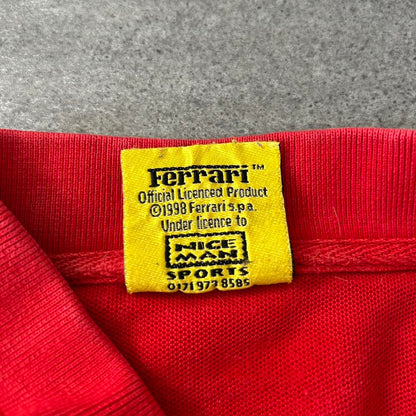 Ferrari™
Official Licenced Product
©1998 Ferrari s.p.a.
Under licence to
NICE
MAN
SPORTS
0171 973 8585